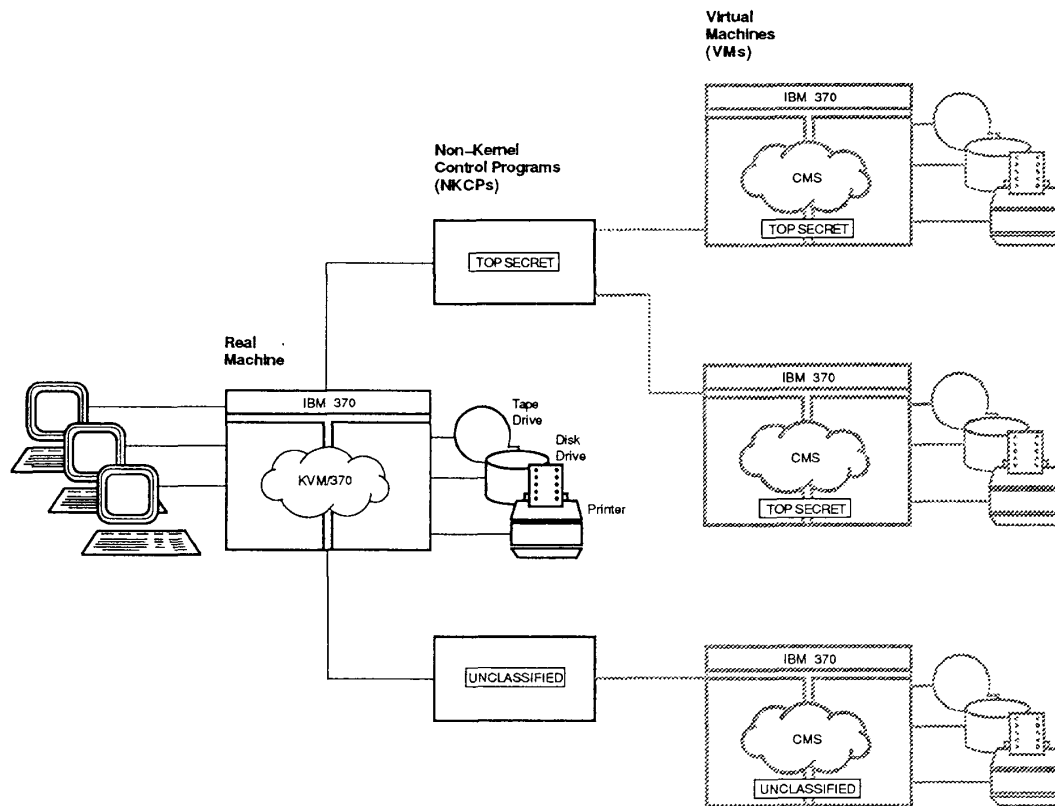 Virtual
Machines
(VMs)
IBM 370
CMS
TOP SECRET
Non-Kernel
Control Programs
(NKCPs)
TOP SECRET
Real
Machine
IBM 370
KVM/370
Tape
Drive
Disk
Drive
Printer
IBM 370
CMS
TOP SECRET
UNCLASSIFIED
IBM 370
CMS
UNCLASSIFIED